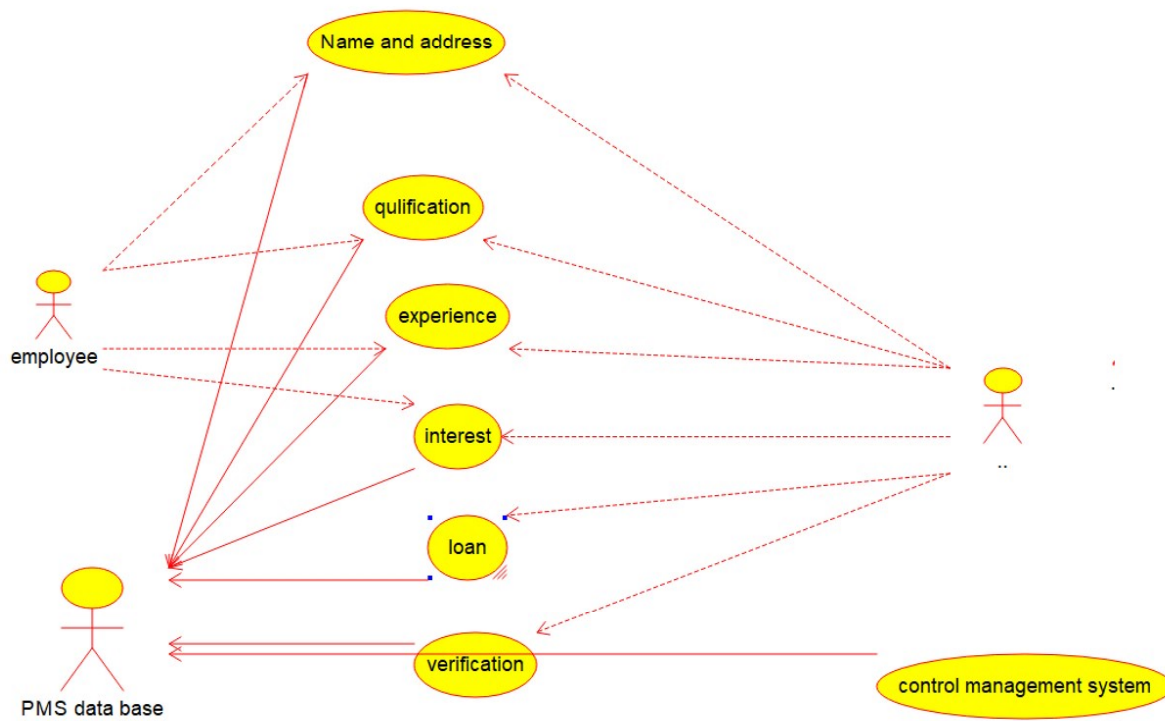 Name and address
qulification
experience
employee
interest
..
loan
verification
control management system
PMS data base